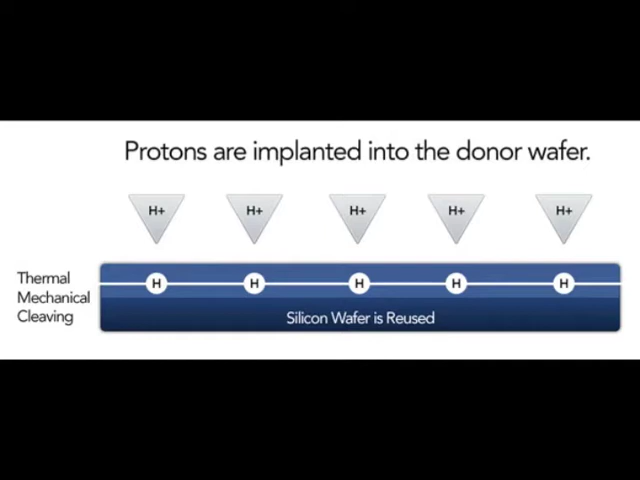 Protons are implanted into the donor wafer.
H+ H+ H+ H+ H+
Thermal
Mechanical
Cleaving
H H H H H
Silicon Wafer is Reused